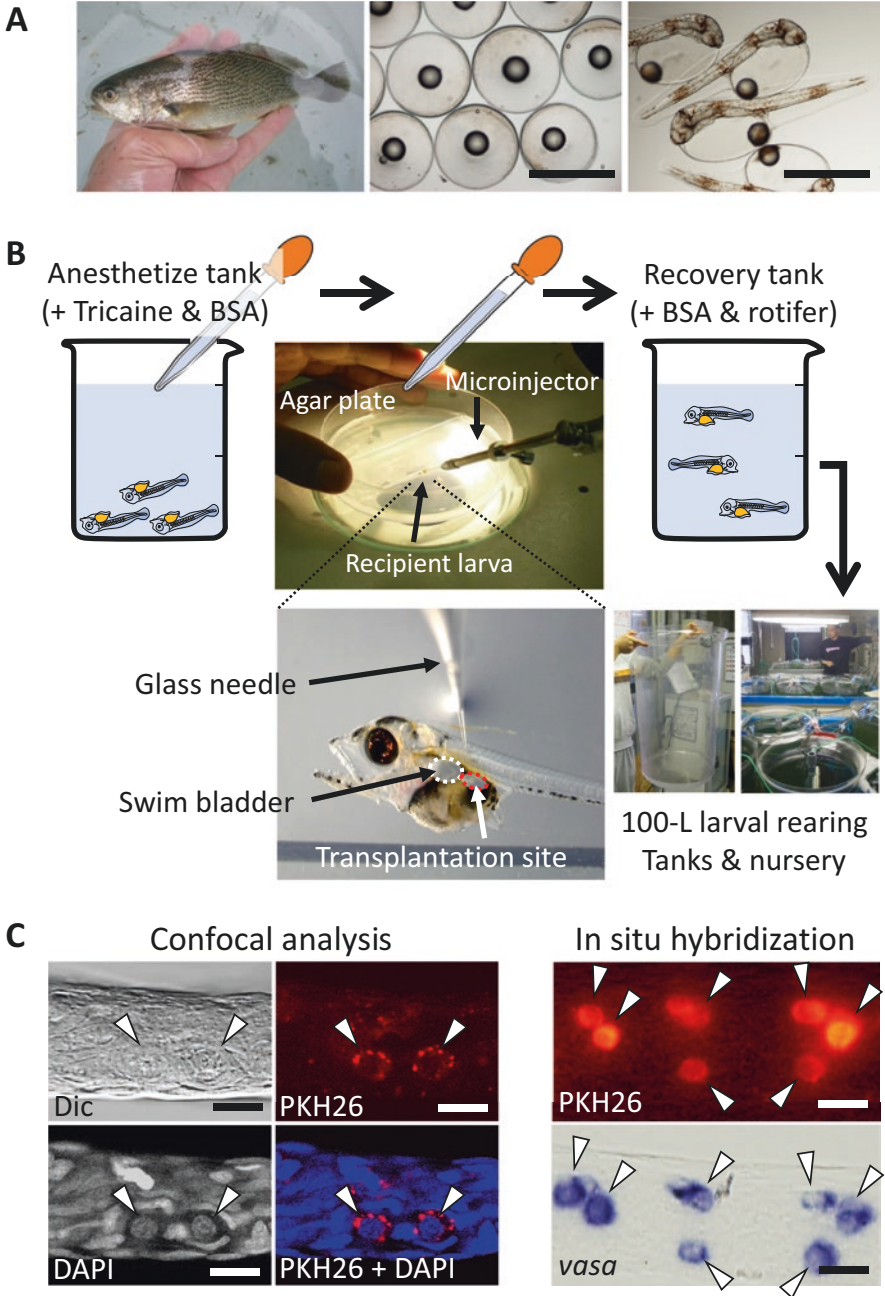 A
B
Anesthetize tank
(+ Tricaine & BSA)
Recovery tank
(+ BSA & rotifer)
Agar plate
Microinjector
Recipient larva
Glass needle
Swim bladder
Transplantation site
100-L larval rearing
Tanks & nursery
C
Confocal analysis
In situ hybridization
Dic
PKH26
PKH26
DAPI
PKH26 + DAPI
vasa